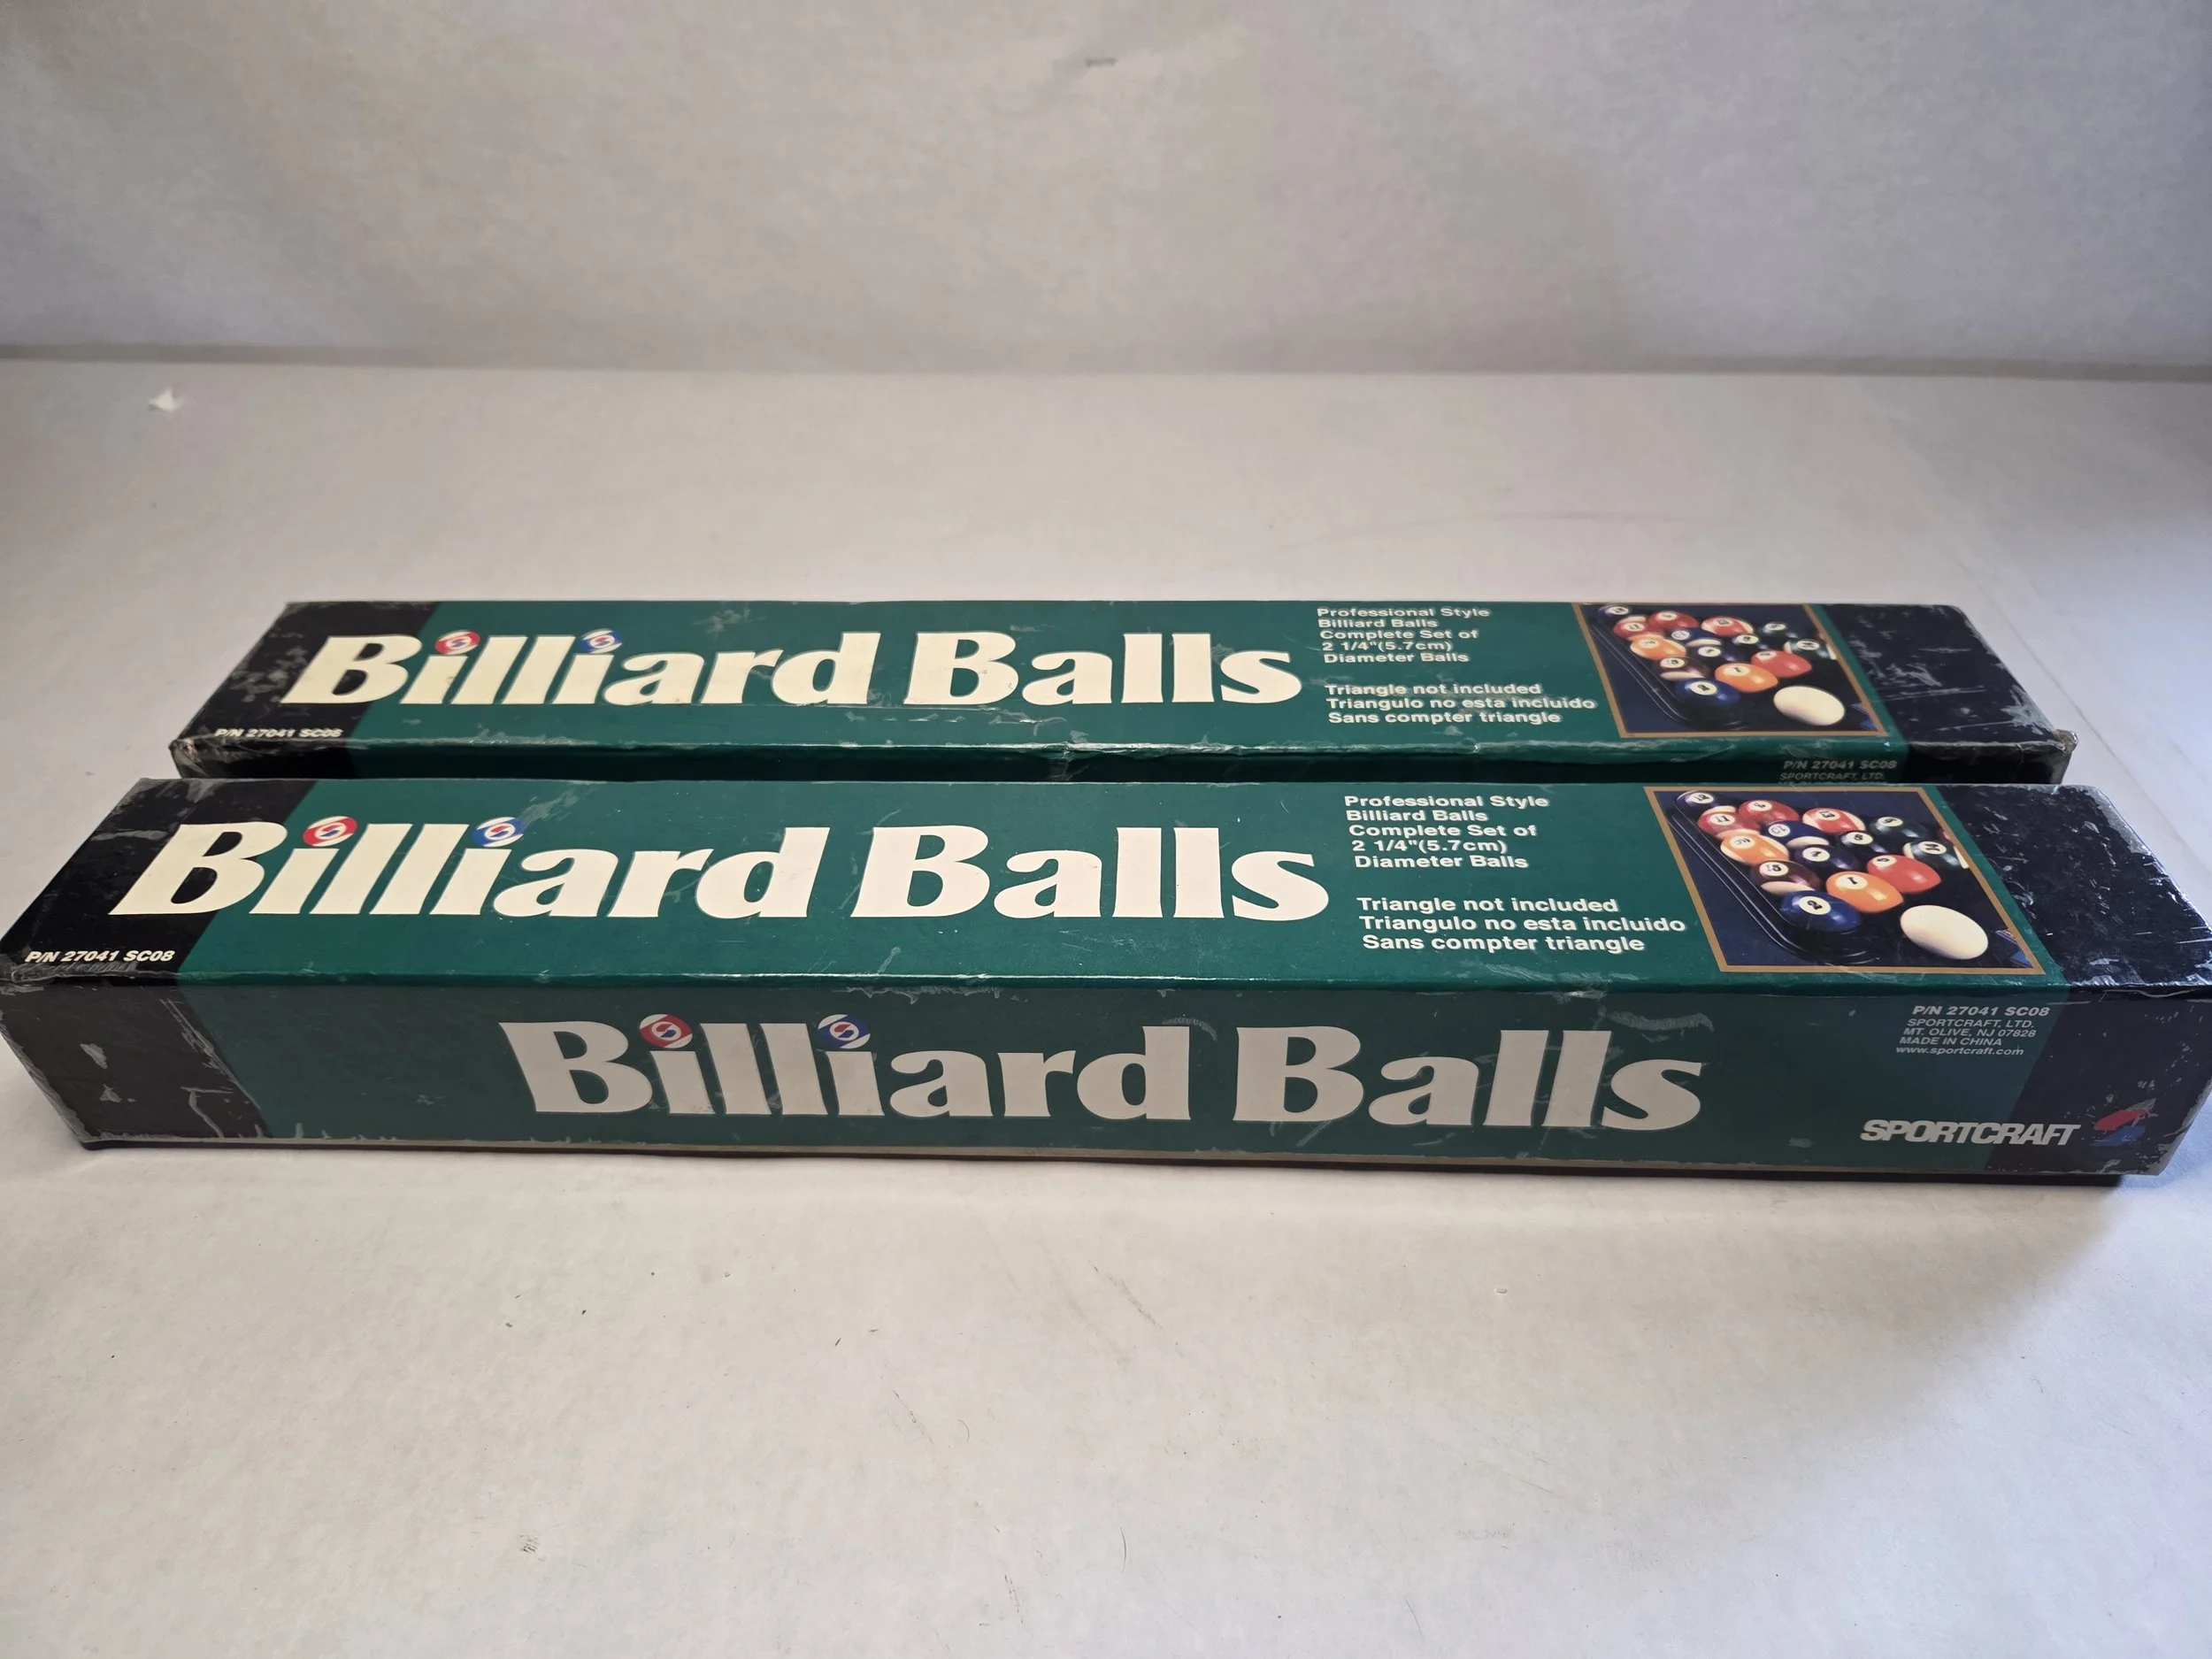 Billiard Balls
Professional Style
Billiard Balls
Complete Set of
2 1/4"(5.7cm)
Diameter Balls
Triangle not included
Triangulo no esta incluido
Sans compter triangle
P/N 27041 SC08
P/N 27041 SC08
SPORTCRAFT, LTD.
Billiard Balls
Professional Style
Billiard Balls
Complete Set of
2 1/4"(5.7cm)
Diameter Balls
Triangle not included
Triangulo no esta incluido
Sans compter triangle
P/N 27041 SC08
Billiard Balls
P/N 27041 SC08
SPORTCRAFT, LTD.
MT. OLIVE, NJ 07828
MADE IN CHINA
www.sportcraft.com
SPORTCRAFT